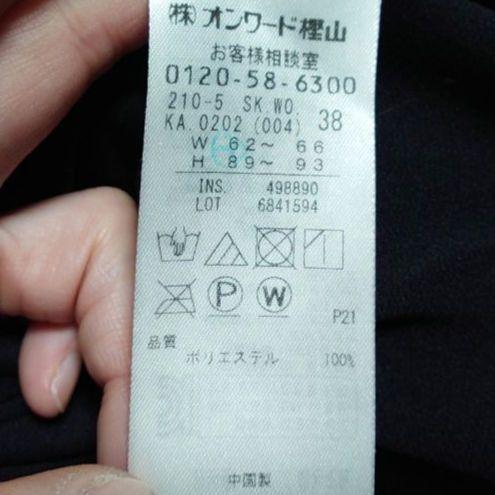 (株)オンワード樫山
お客様相談室
0120-58-6300
210-5 SK.WO.
KA.0202 (004) 38
W 62～ 66
H 89～ 93
INS. 498890
LOT 6841594
P W
P21
品質
ポリエステル 100%
中国製